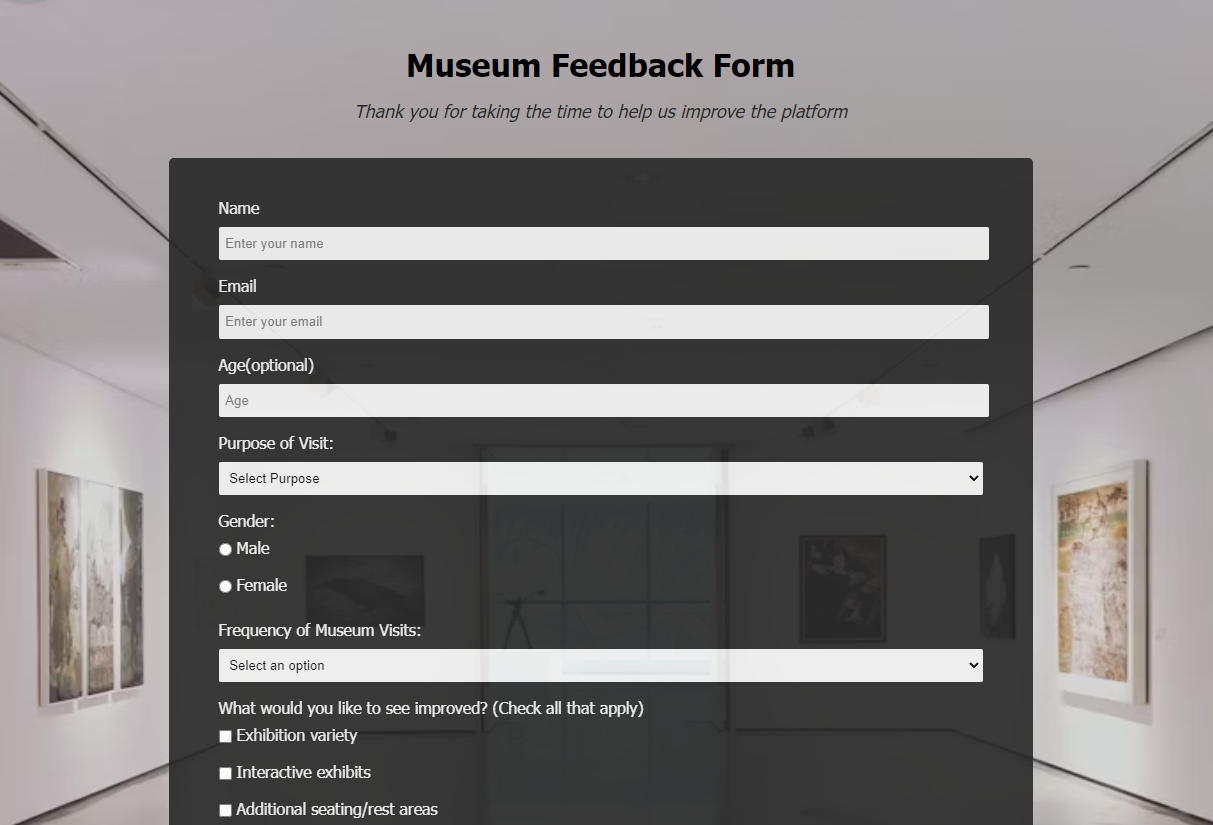 Museum Feedback Form
Thank you for taking the time to help us improve the platform
Name
Enter your name
Email
Enter your email
Age(optional)
Age
Purpose of Visit:
Select Purpose
Gender:
Male
Female
Frequency of Museum Visits:
Select an option
What would you like to see improved? (Check all that apply)
Exhibition variety
Interactive exhibits
Additional seating/rest areas